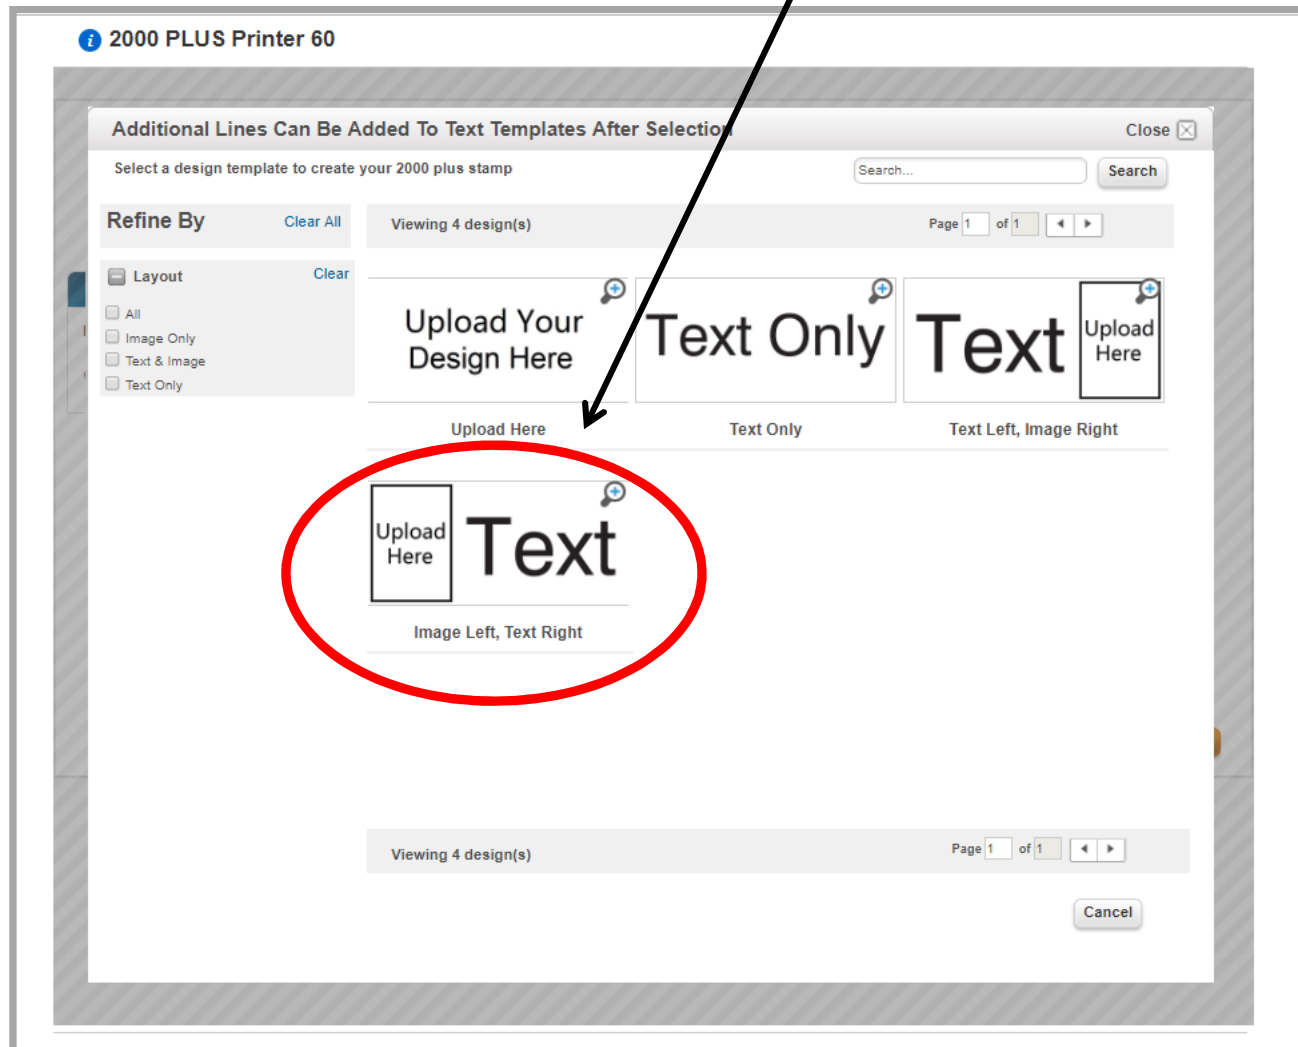 2000 PLUS Printer 60
Additional Lines Can Be Added To Text Templates After Selection
Close
Select a design template to create your 2000 plus stamp
Search...
Search
Refine By
Clear All
Viewing 4 design(s)
Page 1 of 1
Layout
Clear
All
Image Only
Text & Image
Text Only
Upload Your
Design Here
Upload Here
Text Only
Text Only
Text
Upload
Here
Text Left, Image Right
Upload
Here
Text
Image Left, Text Right
Viewing 4 design(s)
Page 1 of 1
Cancel